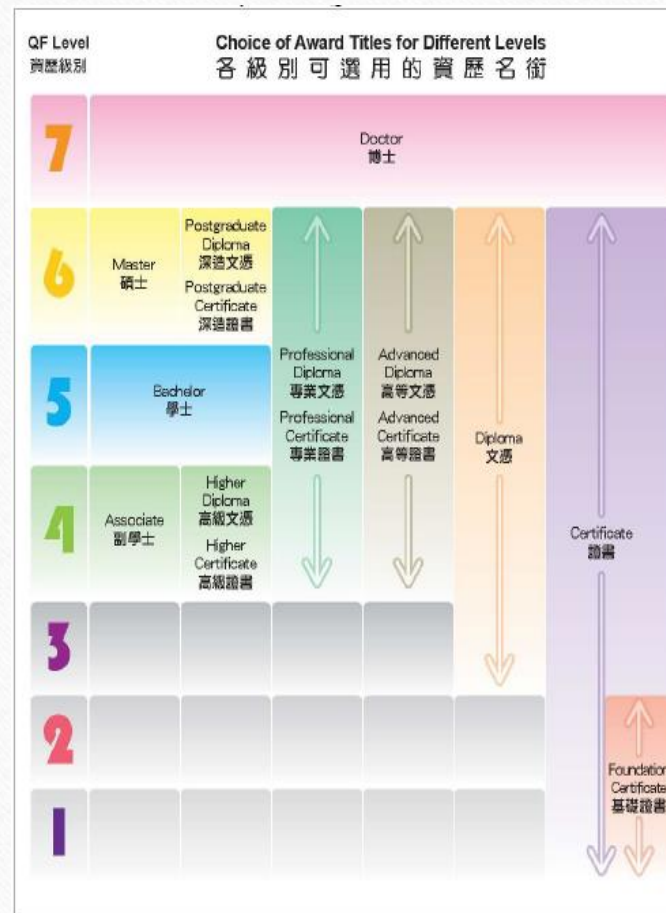 QF Level
資歷級別
Choice of Award Titles for Different Levels
各級別可選用的資歷名銜
7
Doctor
博士
6
Master
碩士
Postgraduate
Diploma
深造文憑
Postgraduate
Certificate
深造證書
Professional
Diploma
專業文憑
Professional
Certificate
專業證書
Advanced
Diploma
高等文憑
Advanced
Certificate
高等證書
Diploma
文憑
Certificate
證書
5
Bachelor
學士
4
Associate
副學士
Higher
Diploma
高級文憑
Higher
Certificate
高級證書
3
2
Foundation
Certificate
基礎證書
1